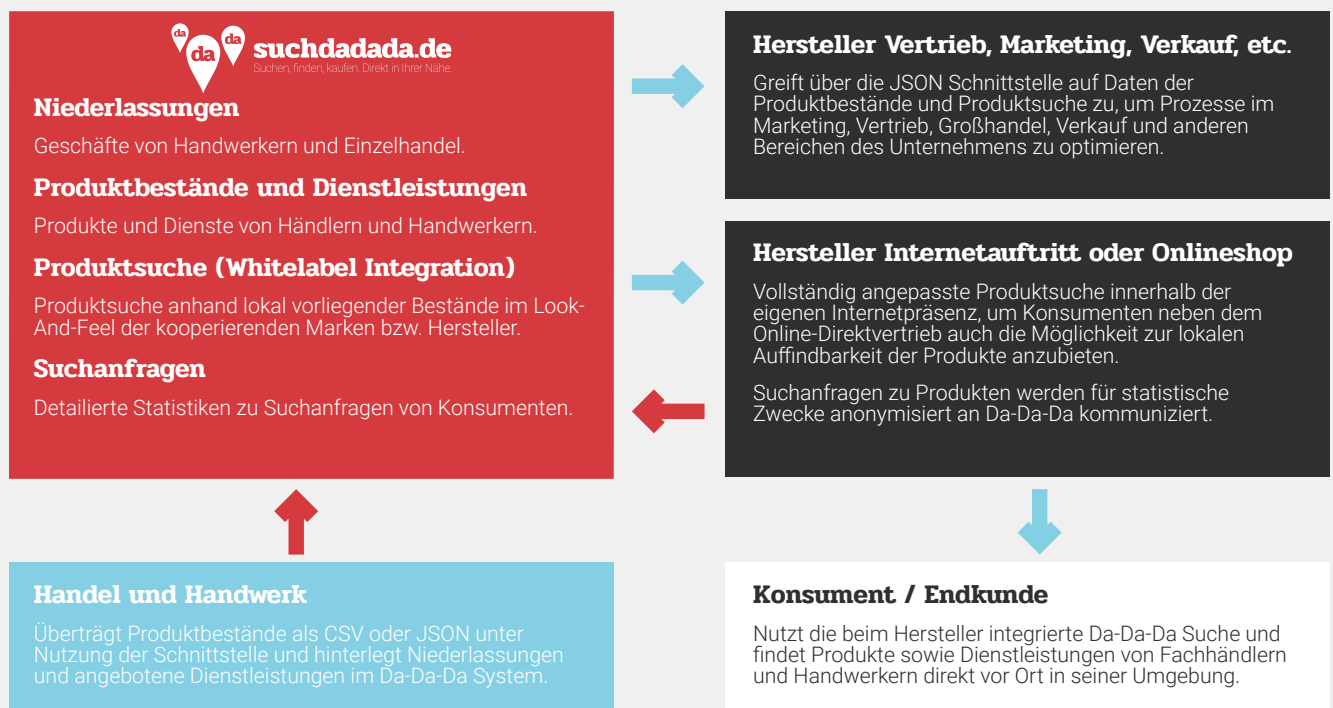 da
da
da
suchdadada.de
Suchen, finden, kaufen. Direkt in Ihrer Nähe.
Niederlassungen
Geschäfte von Handwerkern und Einzelhandel.
Produktbestände und Dienstleistungen
Produkte und Dienste von Händlern und Handwerkern.
Produktsuche (Whitelabel Integration)
Produktsuche anhand lokal vorliegender Bestände im Look-
And-Feel der kooperierenden Marken bzw. Hersteller.
Suchanfragen
Detailierte Statistiken zu Suchanfragen von Konsumenten.
Hersteller Vertrieb, Marketing, Verkauf, etc.
Greift über die JSON Schnittstelle auf Daten der
Produktbestände und Produktsuche zu, um Prozesse im
Marketing, Vertrieb, Großhandel, Verkauf und anderen
Bereichen des Unternehmens zu optimieren.
Hersteller Internetauftritt oder Onlineshop
Vollständig angepasste Produktsuche innerhalb der
eigenen Internetpräsenz, um Konsumenten neben dem
Online-Direktvertrieb auch die Möglichkeit zur lokalen
Auffindbarkeit der Produkte anzubieten.
Suchanfragen zu Produkten werden für statistische
Zwecke anonymisiert an Da-Da-Da kommuniziert.
Handel und Handwerk
Überträgt Produktbestände als CSV oder JSON unter
Nutzung der Schnittstelle und hinterlegt Niederlassungen
und angebotene Dienstleistungen im Da-Da-Da System.
Konsument / Endkunde
Nutzt die beim Hersteller integrierte Da-Da-Da Suche und
findet Produkte sowie Dienstleistungen von Fachhändlern
und Handwerkern direkt vor Ort in seiner Umgebung.